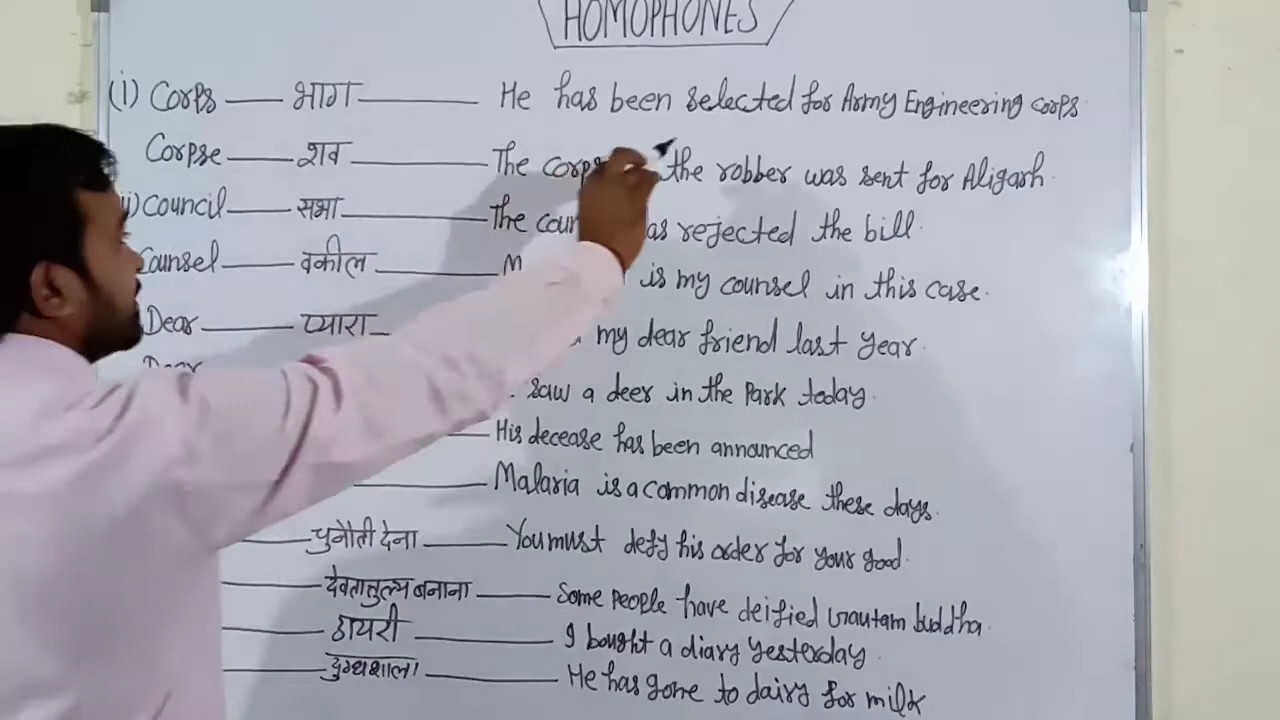 HOMOPHONES
(i) Corps — भाग — He has been selected for Army Engineering corps
Corpse — शव — The the robber was sent for Aligarh.
Council — सभा — The rejected the bill.
Counsel — वकील — is my counsel in this case.
Dear — प्यारा — my dear friend last year.
saw a deer in the Park today.
His decease has been announced
Malaria is a common disease these days.
चुनौती देना — You must defy his order for your good.
देवतातुल्य बनाना — Some people have deified Gautam buddha.
डायरी — I bought a diary yesterday.
दुग्धशाला — He has gone to dairy for milk